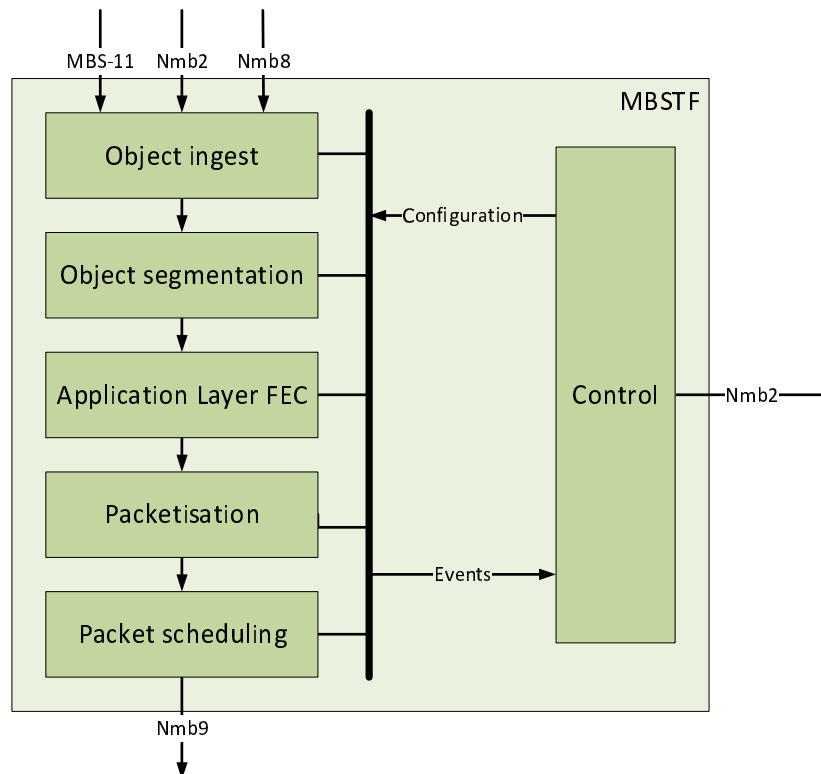 MBS-11 Nmb2 Nmb8
MBSTF
Object ingest
Configuration
Object segmentation
Application Layer FEC
Control
Nmb2
Packetisation
Events
Packet scheduling
Nmb9